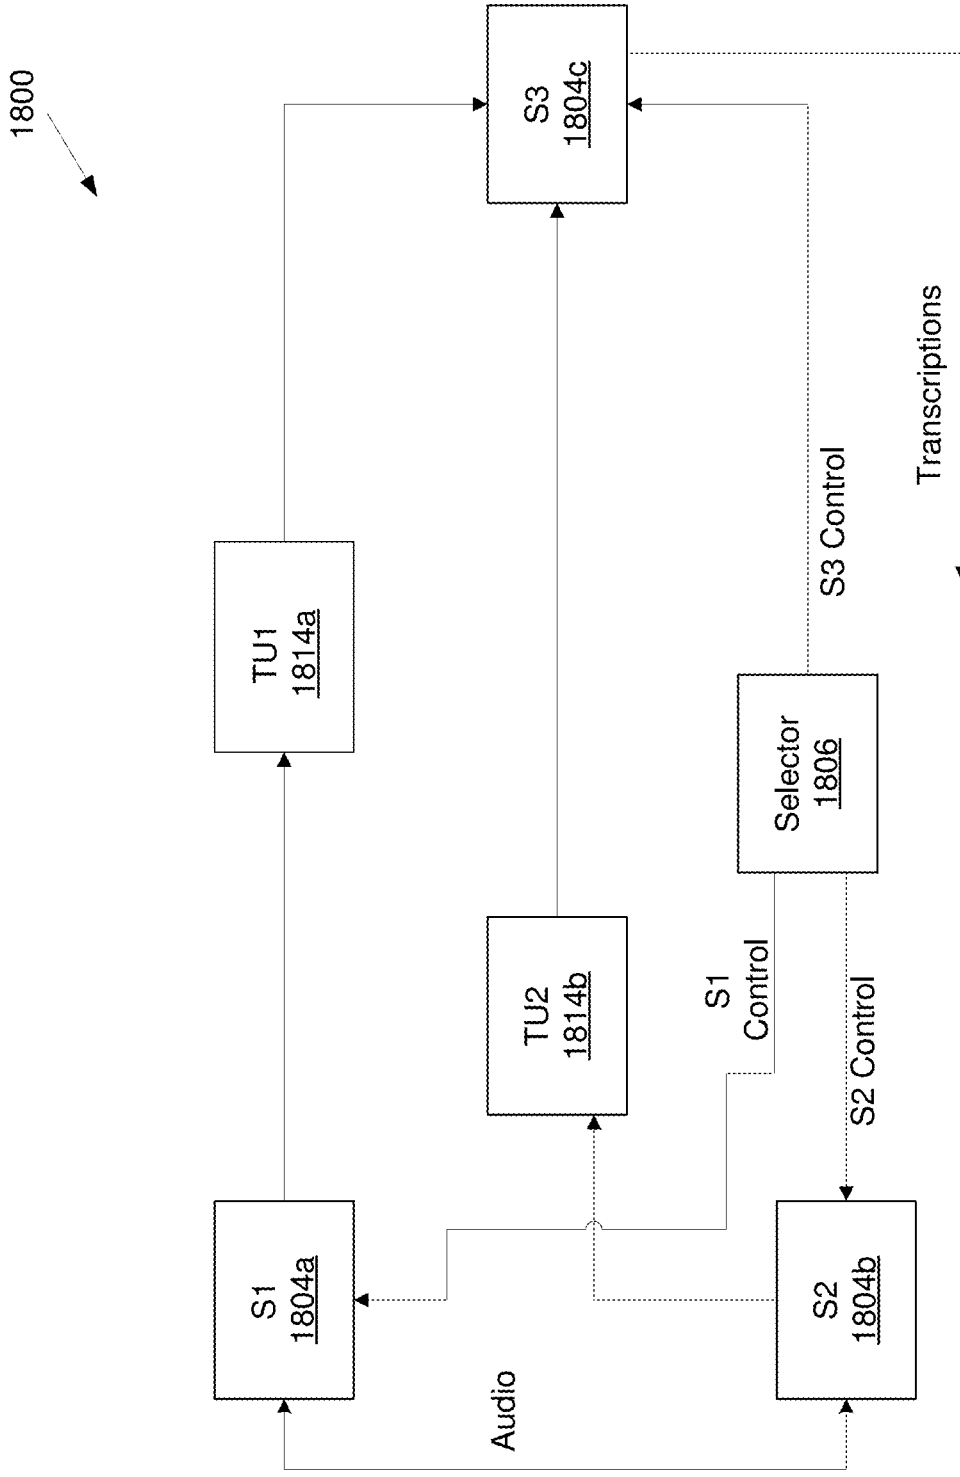 1800
S1
1804a
TU1
1814a
S3
1804c
TU2
1814b
Audio
S1
Control
Selector
1806
S2
1804b
S2 Control
S3 Control
Transcriptions